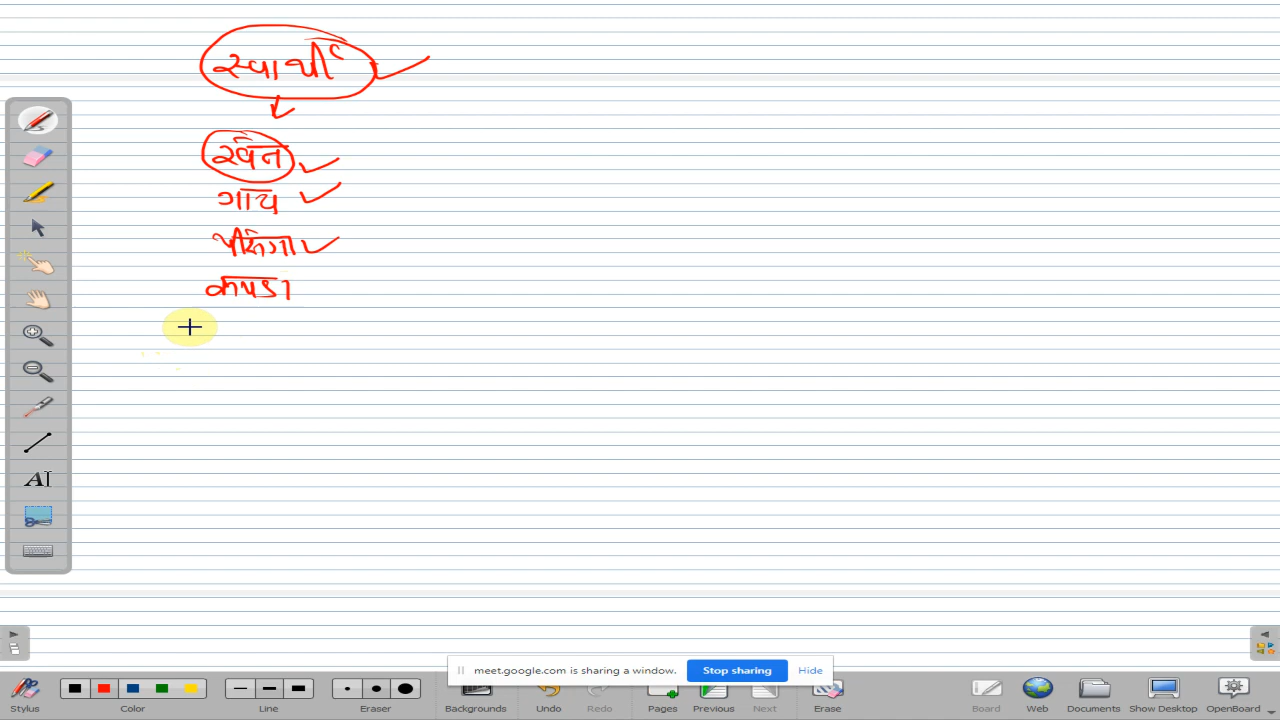 स्वार्थी
गाय
कपडा
meet.google.com is sharing a window. Stop sharing Hide
Stylus Color Line Eraser Backgrounds Undo Redo Pages Previous Next Erase Board Web Documents Show Desktop OpenBoard